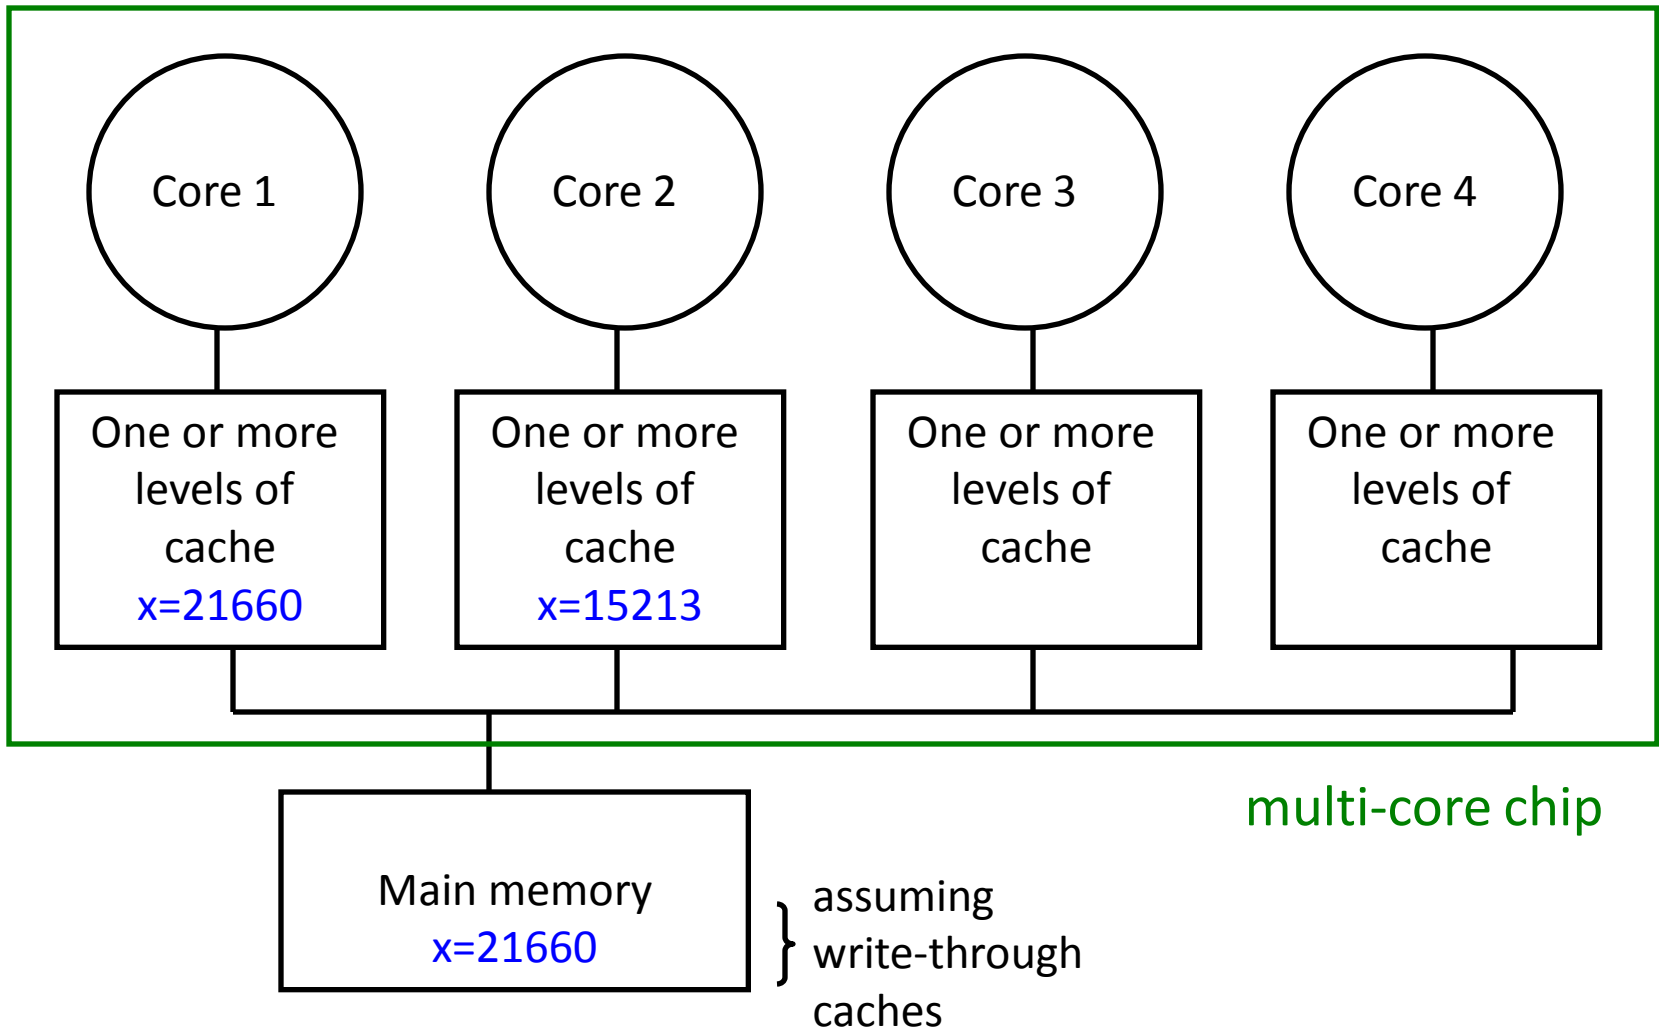 Core 1
Core 2
Core 3
Core 4
One or more
levels of
cache
x=21660
One or more
levels of
cache
x=15213
One or more
levels of
cache
One or more
levels of
cache
multi-core chip
Main memory
x=21660
assuming
write-through
caches